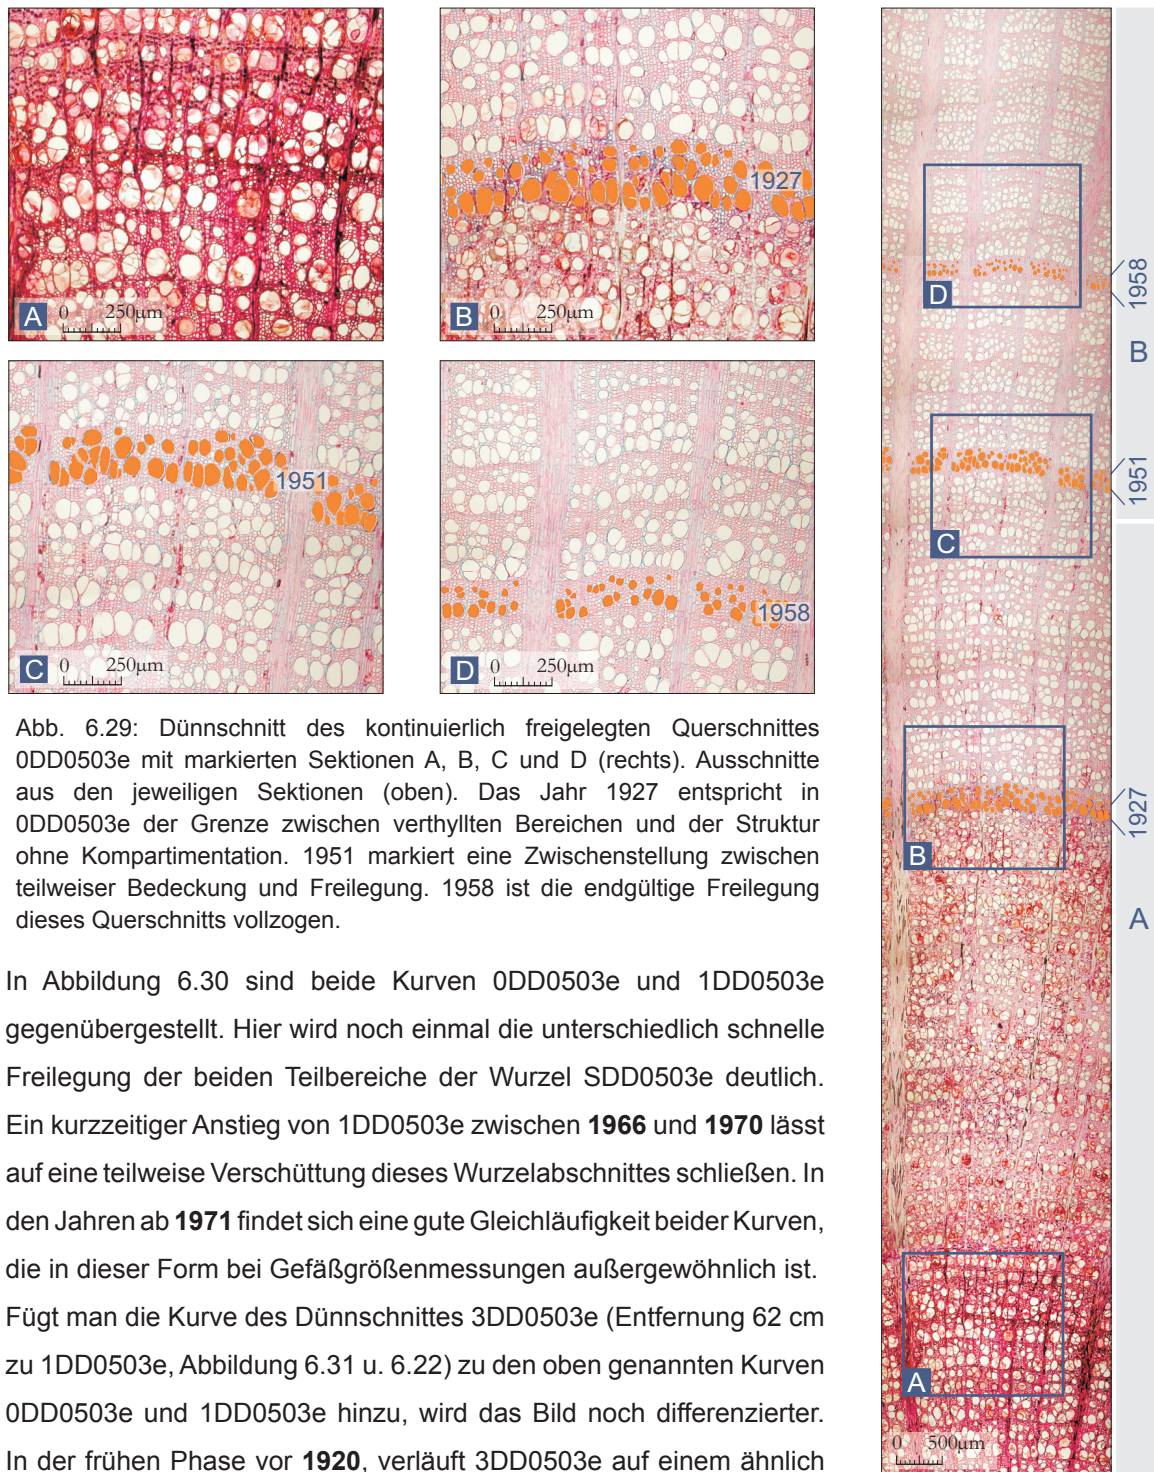 A 0 250µm
B 0 250µm
1927
C 0 250µm
1951
D 0 250µm
1958
Abb. 6.29: Dünnschnitt des kontinuierlich freigelegten Querschnittes
0DD0503e mit markierten Sektionen A, B, C und D (rechts). Ausschnitte
aus den jeweiligen Sektionen (oben). Das Jahr 1927 entspricht in
0DD0503e der Grenze zwischen verthyllten Bereichen und der Struktur
ohne Kompartimentation. 1951 markiert eine Zwischenstellung zwischen
teilweiser Bedeckung und Freilegung. 1958 ist die endgültige Freilegung
dieses Querschnitts vollzogen.
In Abbildung 6.30 sind beide Kurven 0DD0503e und 1DD0503e
gegenübergestellt. Hier wird noch einmal die unterschiedlich schnelle
Freilegung der beiden Teilbereiche der Wurzel SDD0503e deutlich.
Ein kurzzeitiger Anstieg von 1DD0503e zwischen 1966 und 1970 lässt
auf eine teilweise Verschüttung dieses Wurzelabschnittes schließen. In
den Jahren ab 1971 findet sich eine gute Gleichläufigkeit beider Kurven,
die in dieser Form bei Gefäßgrößenmessungen außergewöhnlich ist.
Fügt man die Kurve des Dünnschnittes 3DD0503e (Entfernung 62 cm
zu 1DD0503e, Abbildung 6.31 u. 6.22) zu den oben genannten Kurven
0DD0503e und 1DD0503e hinzu, wird das Bild noch differenzierter.
In der frühen Phase vor 1920, verläuft 3DD0503e auf einem ähnlich
D
1958
B
1951
C
1927
B
A
A
0 500µm